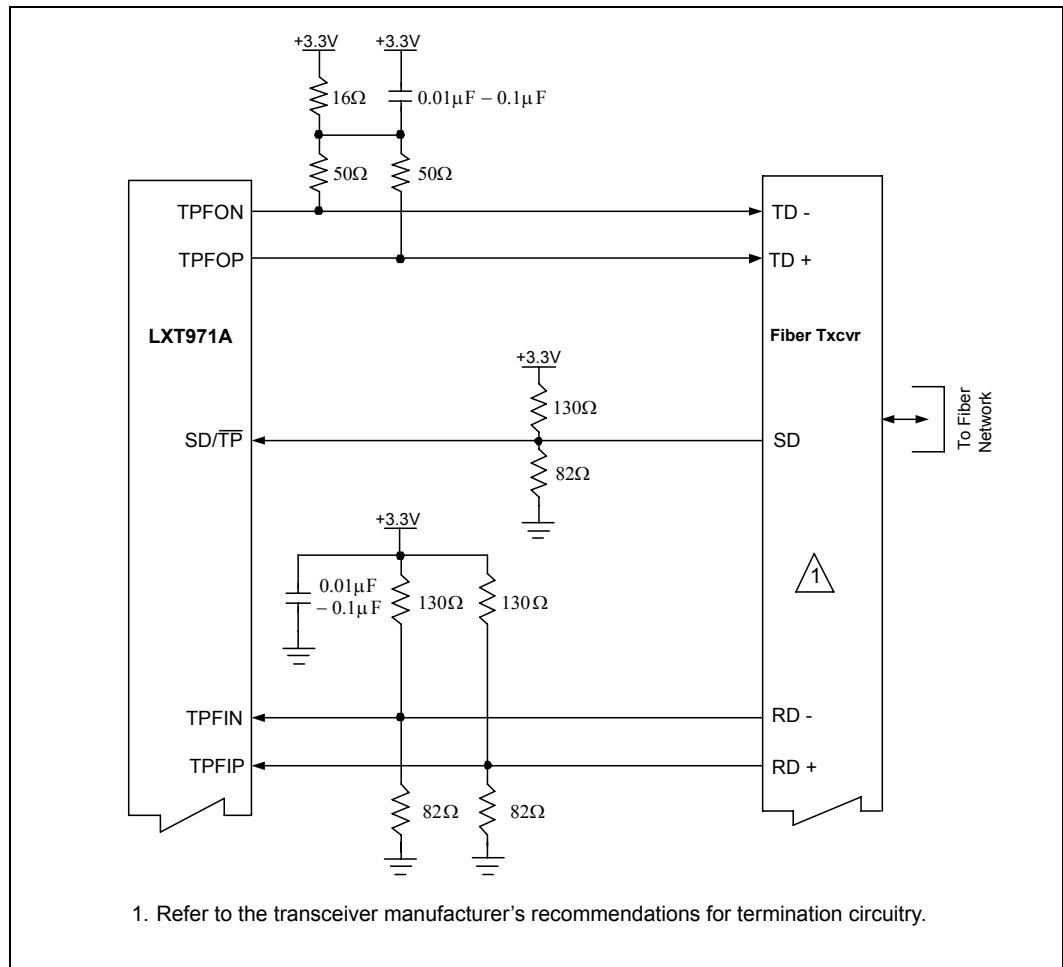 +3.3V +3.3V
16Ω 0.01μF – 0.1μF
50Ω 50Ω
TPFON TD -
TPFOP TD +
LXT971A Fiber Txcvr
+3.3V
130Ω
SD/T̅P̅ SD
82Ω
To Fiber
Network
+3.3V
0.01μF
– 0.1μF 130Ω 130Ω
1
TPFIN RD -
TPFIP RD +
82Ω 82Ω
1. Refer to the transceiver manufacturer’s recommendations for termination circuitry.